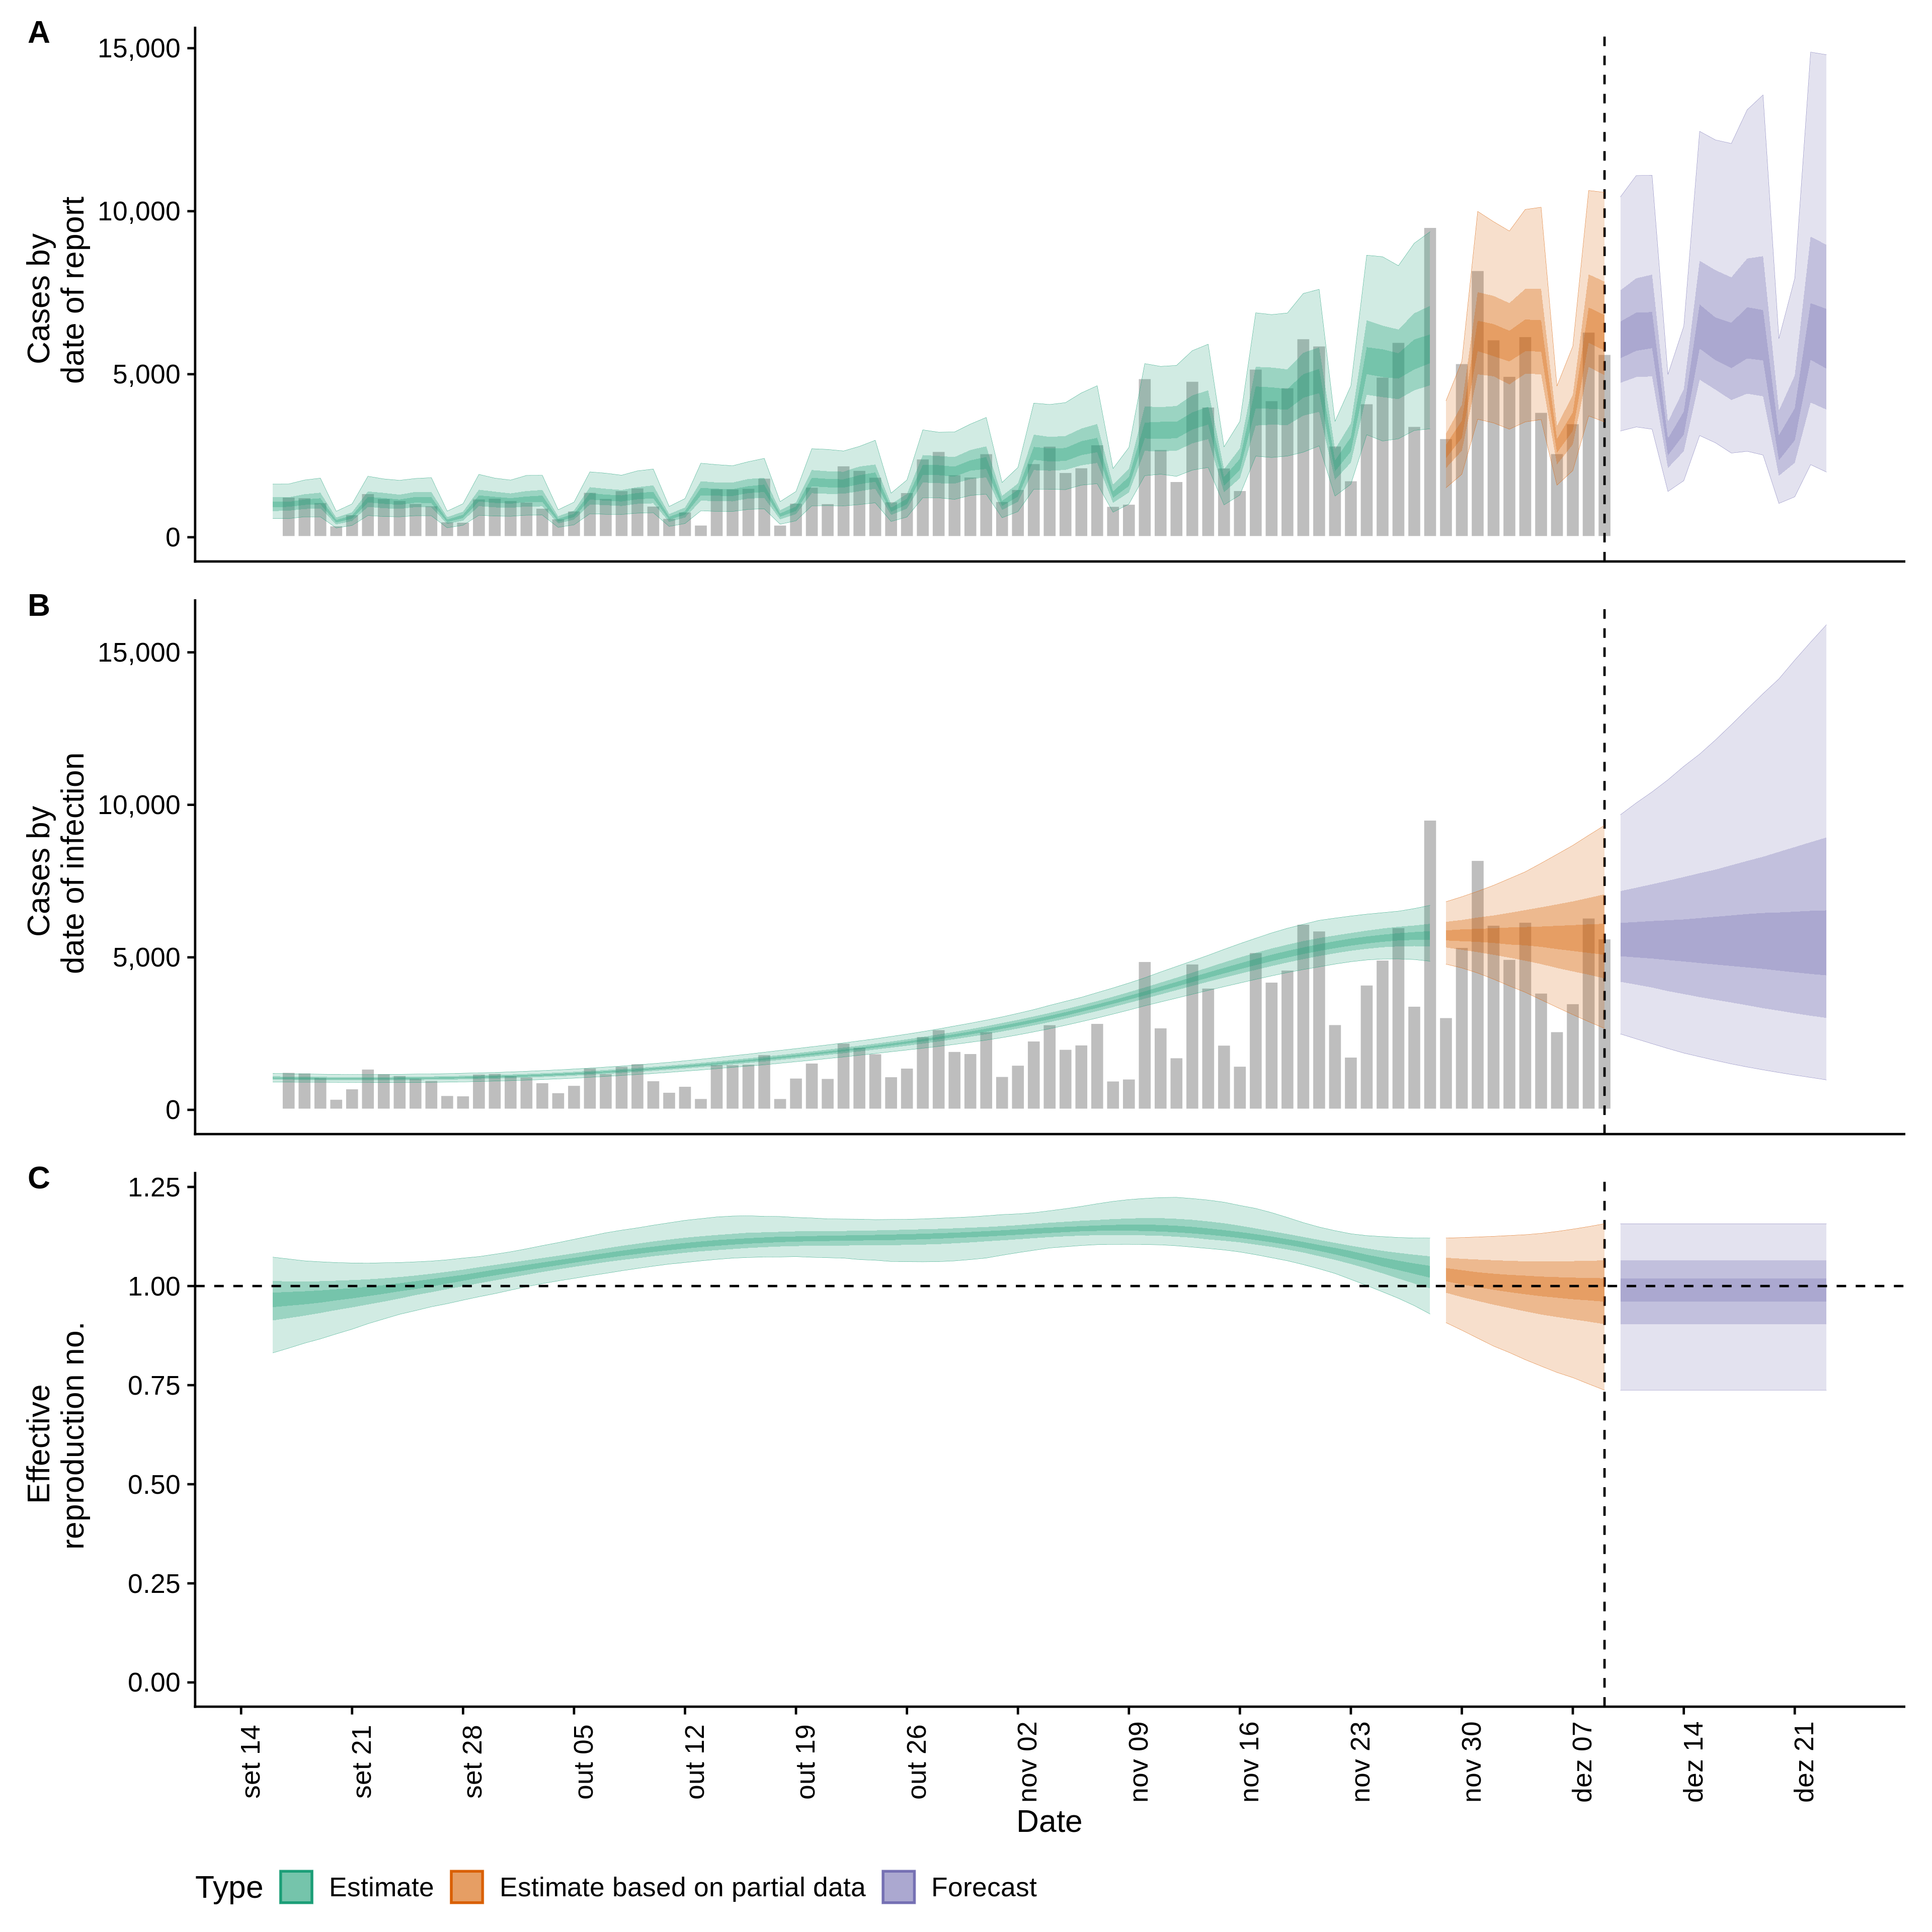 A
15,000
10,000
5,000
0
Cases by
date of report
B
15,000
10,000
5,000
0
Cases by
date of infection
C
1.25
1.00
0.75
0.50
0.25
0.00
Effective
reproduction no.
set 14
set 21
set 28
out 05
out 12
out 19
out 26
nov 02
nov 09
nov 16
nov 23
nov 30
dez 07
dez 14
dez 21
Date
Type Estimate Estimate based on partial data Forecast